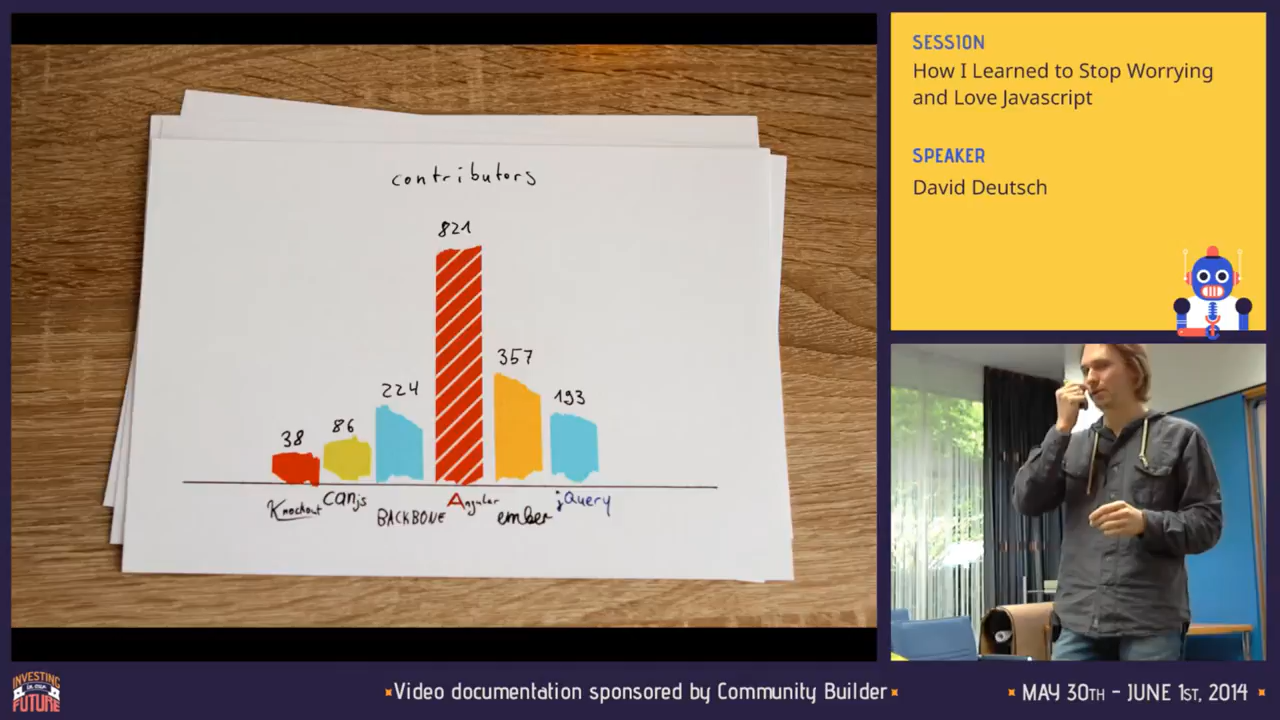 contributors
821
357
224
193
86
38
Knockout
canjs
BACKBONE
Angular
ember
jQuery
SESSION
How I Learned to Stop Worrying
and Love Javascript
SPEAKER
David Deutsch
INVESTING
IN OUR
FUTURE
Video documentation sponsored by Community Builder
MAY 30TH - JUNE 1ST, 2014